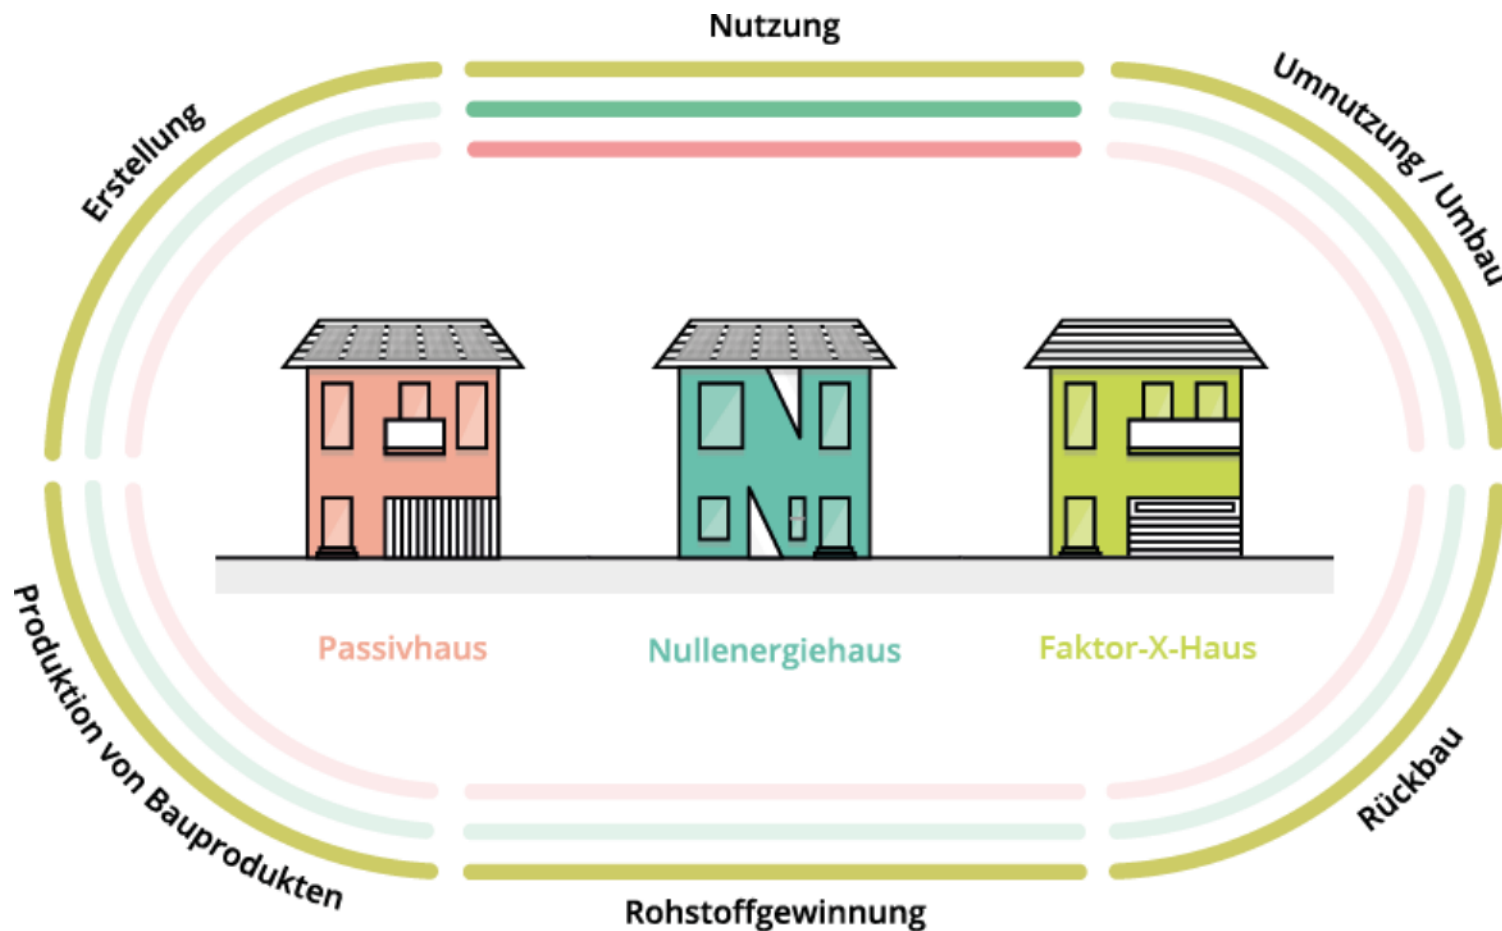 Nutzung
Umnutzung / Umbau
Erstellung
Passivhaus
Nullenergiehaus
Faktor-X-Haus
Produktion von Bauprodukten
Rückbau
Rohstoffgewinnung